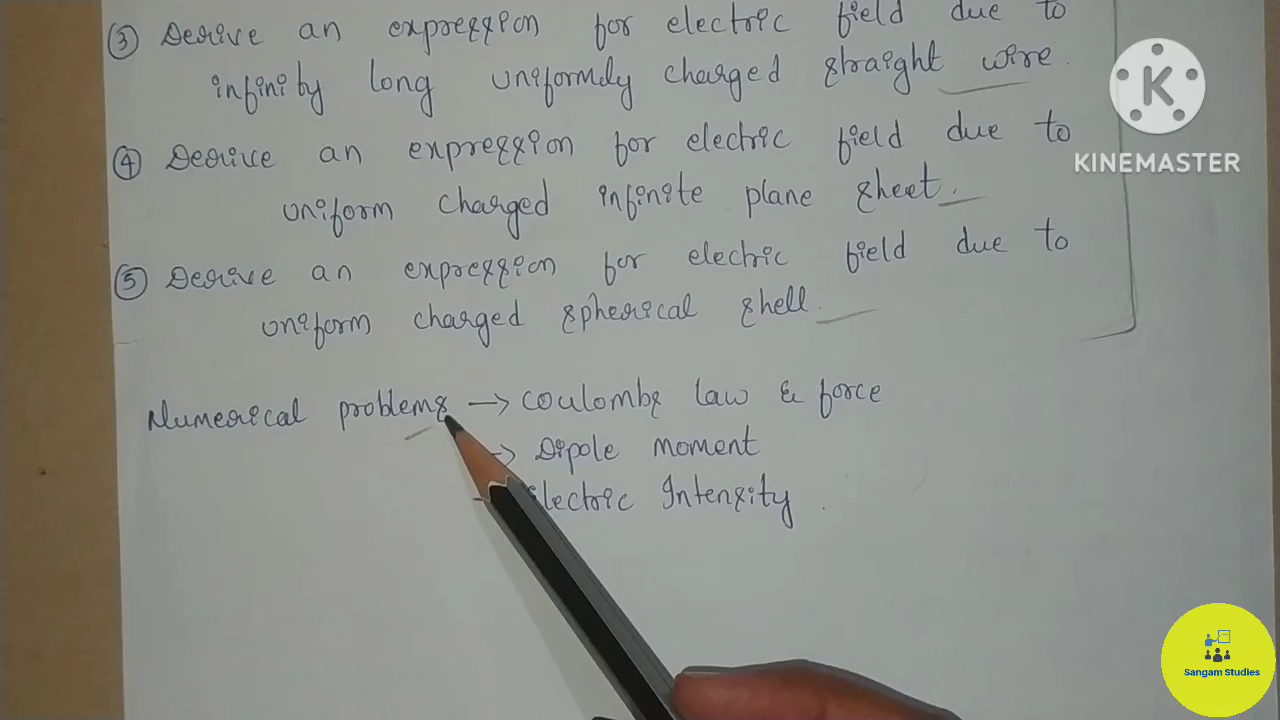 ③ Derive an expression for electric field due to
infinity long uniformly charged straight wire.
④ Derive an expression for electric field due to
uniform charged infinite plane sheet.
⑤ Derive an expression for electric field due to
uniform charged spherical shell.
Numerical problems → Coulombs law & force
→ Dipole moment
Electric Intensity.
K
KINEMASTER
Sangam Studies